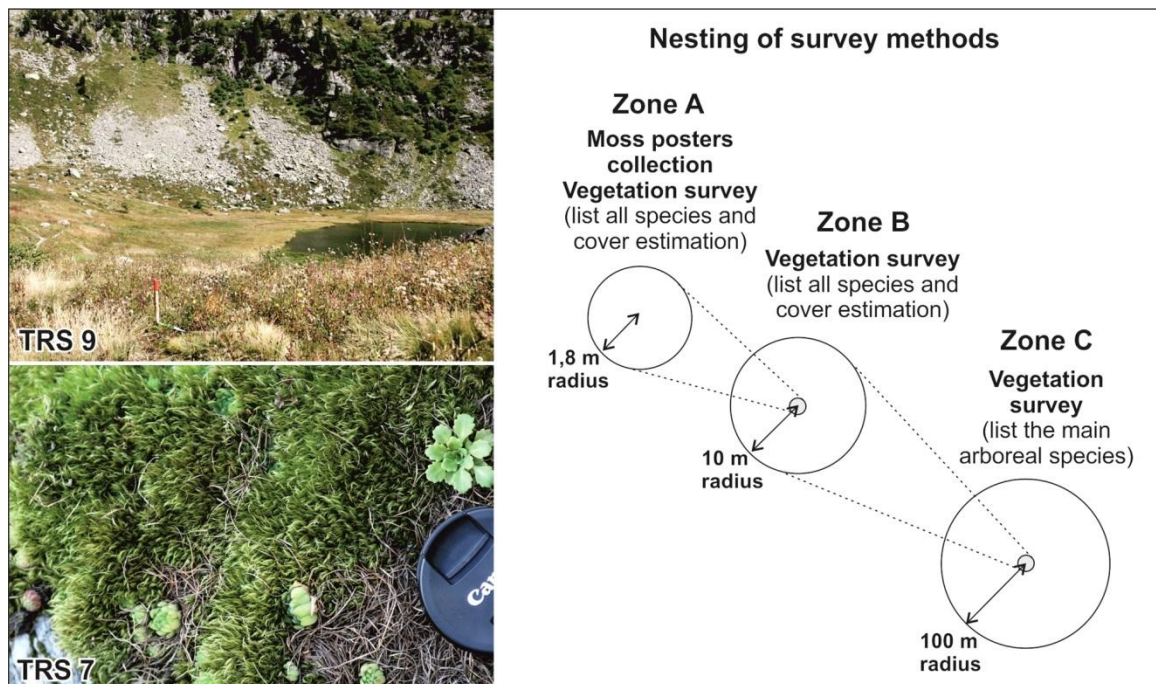 TRS 9
Can
TRS 7
Nesting of survey methods
Zone A
Moss posters
collection
Vegetation survey
(list all species and
cover estimation)
1,8 m
radius
Zone B
Vegetation survey
(list all species and
cover estimation)
10 m
radius
Zone C
Vegetation
survey
(list the main
arboreal species)
100 m
radius